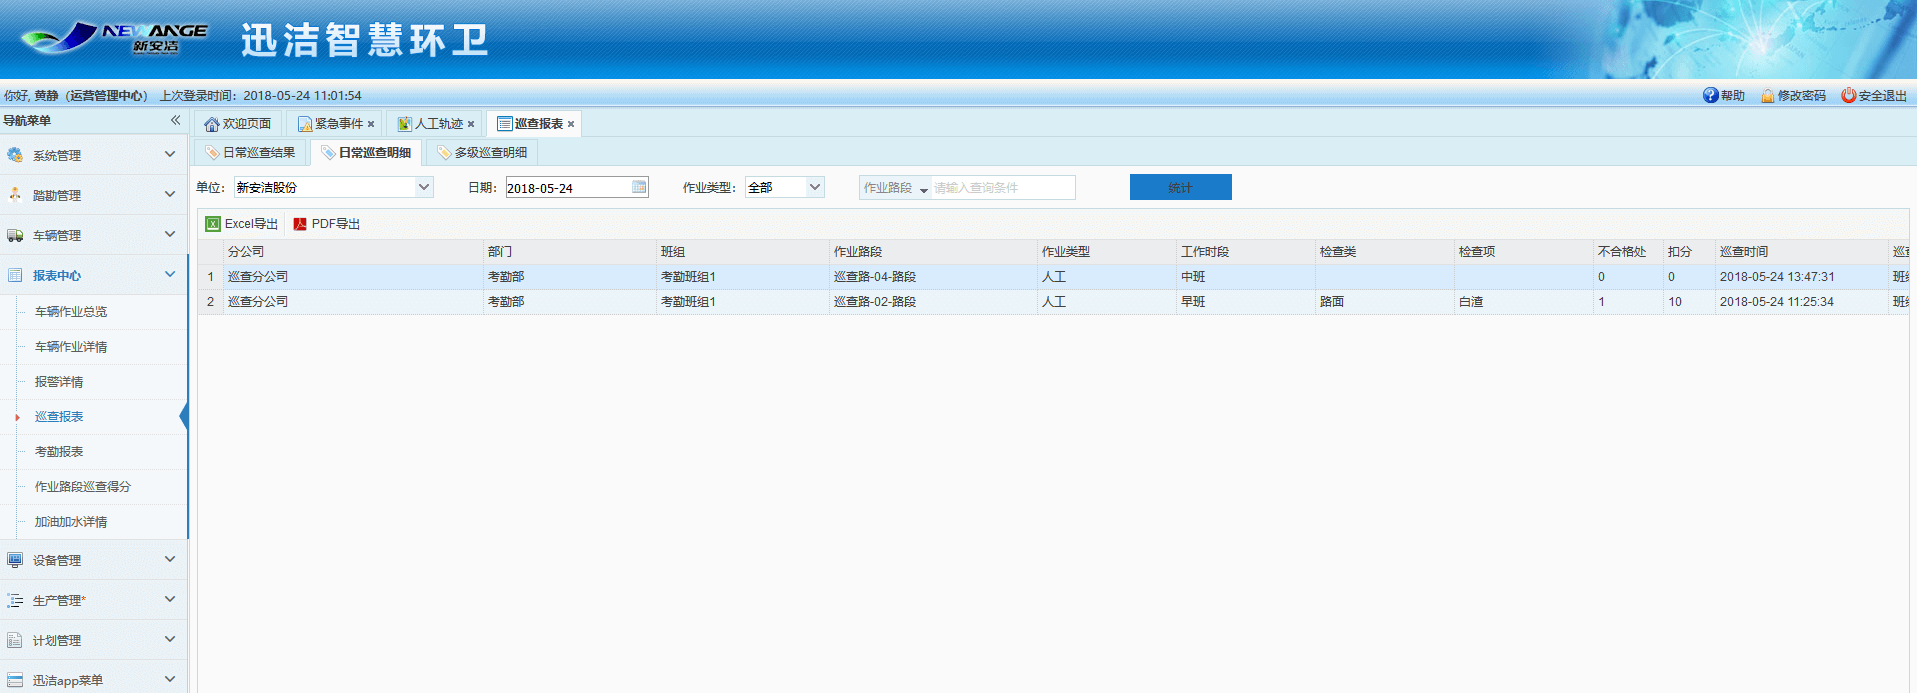 NEWANGE
新安洁
迅洁智慧环卫
你好, 黄静（运营管理中心） 上次登录时间：2018-05-24 11:01:54
帮助 修改密码 安全退出
导航菜单
欢迎页面 紧急事件 人工轨迹 巡查报表
日常巡查结果 日常巡查明细 多级巡查明细
单位： 新安洁股份 日期： 2018-05-24 作业类型： 全部 作业路段 请输入查询条件 统计
Excel导出 PDF导出
分公司 部门 班组 作业路段 作业类型 工作时段 检查类 检查项 不合格处 扣分 巡查时间
1 巡查分公司 考勤部 考勤班组1 巡查路-04-路段 人工 中班 0 0 2018-05-24 13:47:31
2 巡查分公司 考勤部 考勤班组1 巡查路-02-路段 人工 早班 路面 白渣 1 10 2018-05-24 11:25:34
系统管理
踏勘管理
车辆管理
报表中心
车辆作业总览
车辆作业详情
报警详情
巡查报表
考勤报表
作业路段巡查得分
加油加水详情
设备管理
生产管理*
计划管理
迅洁app菜单